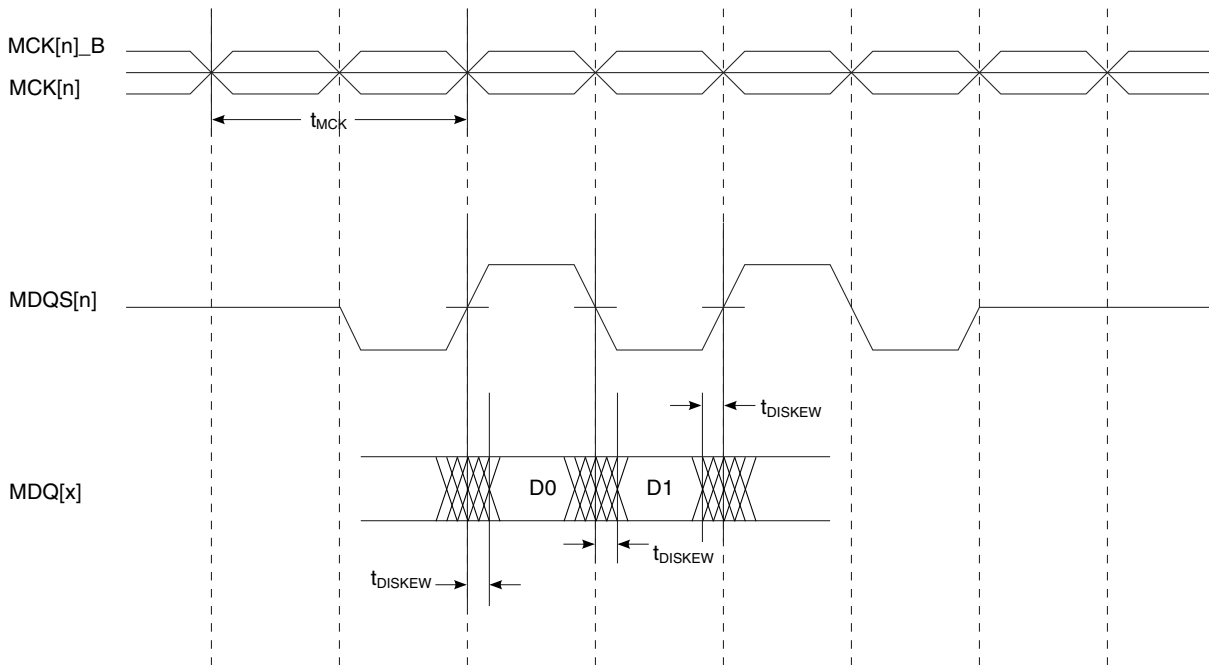 MCK[n]_B
MCK[n]
tMCK
MDQS[n]
tDISKEW
MDQ[x]
D0
D1
tDISKEW
tDISKEW